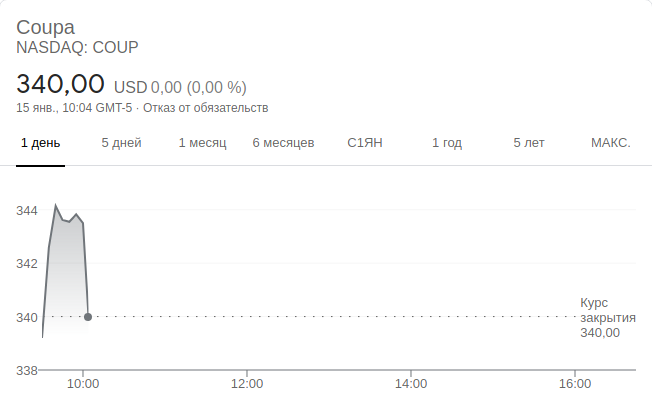 Coupa
NASDAQ: COUP
340,00 USD 0,00 (0,00 %)
15 янв., 10:04 GMT-5 · Отказ от обязательств
1 день 5 дней 1 месяц 6 месяцев С1ЯН 1 год 5 лет МАКС.
344
342
340
338
Курс
закрытия
340,00
10:00 12:00 14:00 16:00